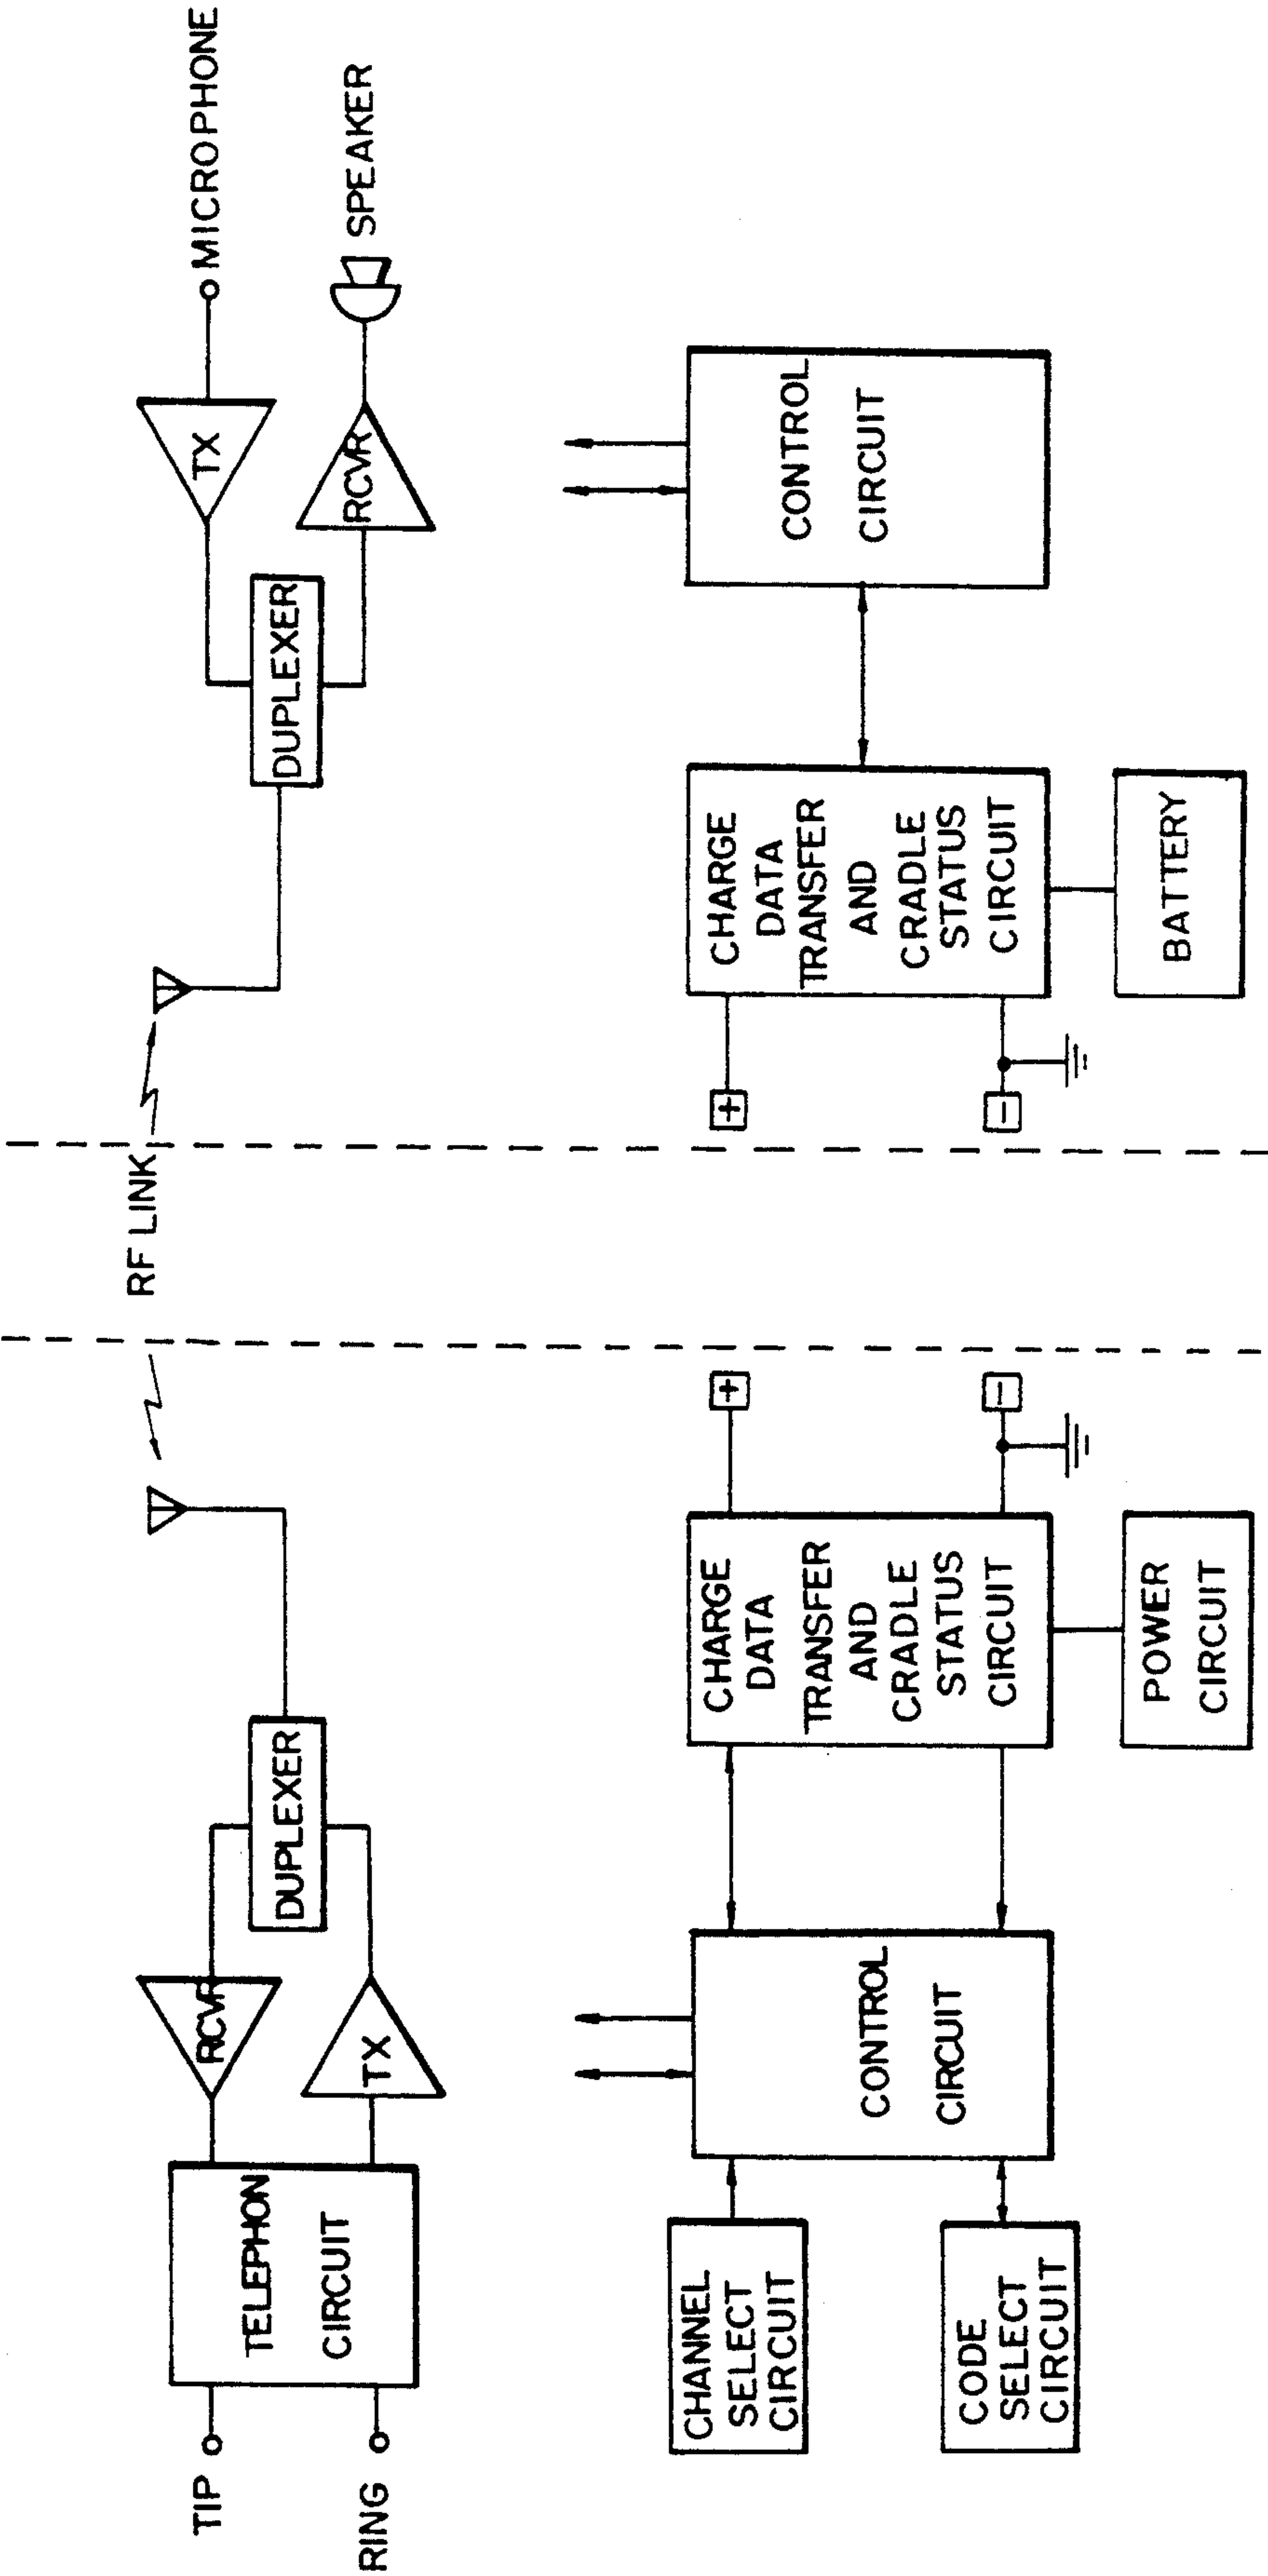 TIP
RING
TELEPHON
CIRCUIT
RCVR
TX
DUPLEXER
RF LINK
DUPLEXER
TX
RCVR
MICROPHONE
SPEAKER
CHANNEL
SELECT
CIRCUIT
CODE
SELECT
CIRCUIT
CONTROL
CIRCUIT
CHARGE
DATA
TRANSFER
AND
CRADLE
STATUS
CIRCUIT
POWER
CIRCUIT
+
−
+
−
CHARGE
DATA
TRANSFER
AND
CRADLE
STATUS
CIRCUIT
BATTERY
CONTROL
CIRCUIT